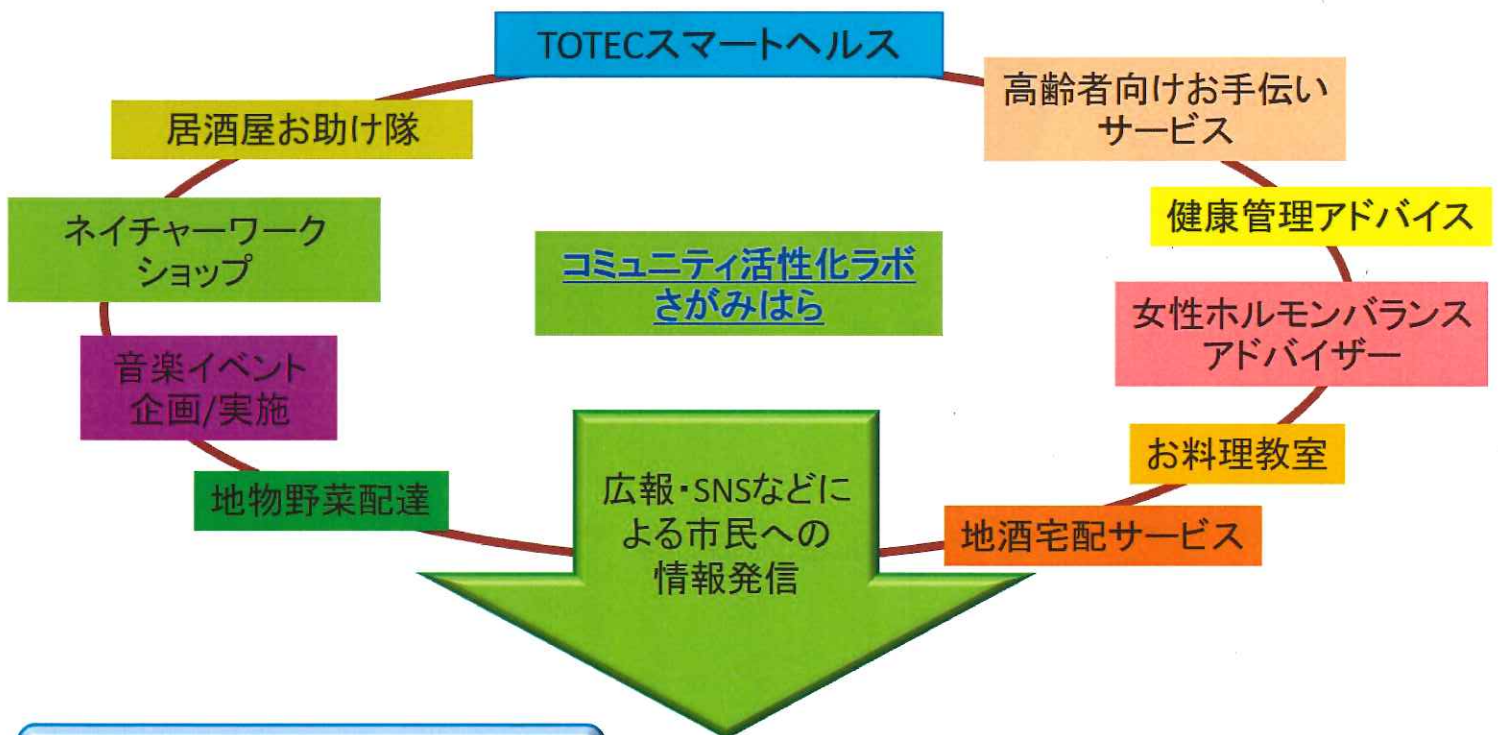 TOTECスマートヘルス
高齢者向けお手伝い
サービス
居酒屋お助け隊
健康管理アドバイス
ネイチャーワーク
ショップ
コミュニティ活性化ラボ
さがみはら
女性ホルモンバランス
アドバイザー
音楽イベント
企画/実施
お料理教室
地物野菜配達
広報・SNSなどに
よる市民への
情報発信
地酒宅配サービス